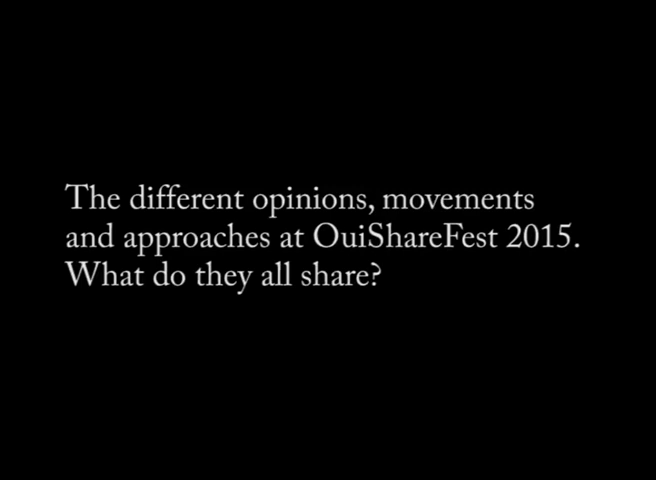 The different opinions, movements
and approaches at OuiShareFest 2015.
What do they all share?